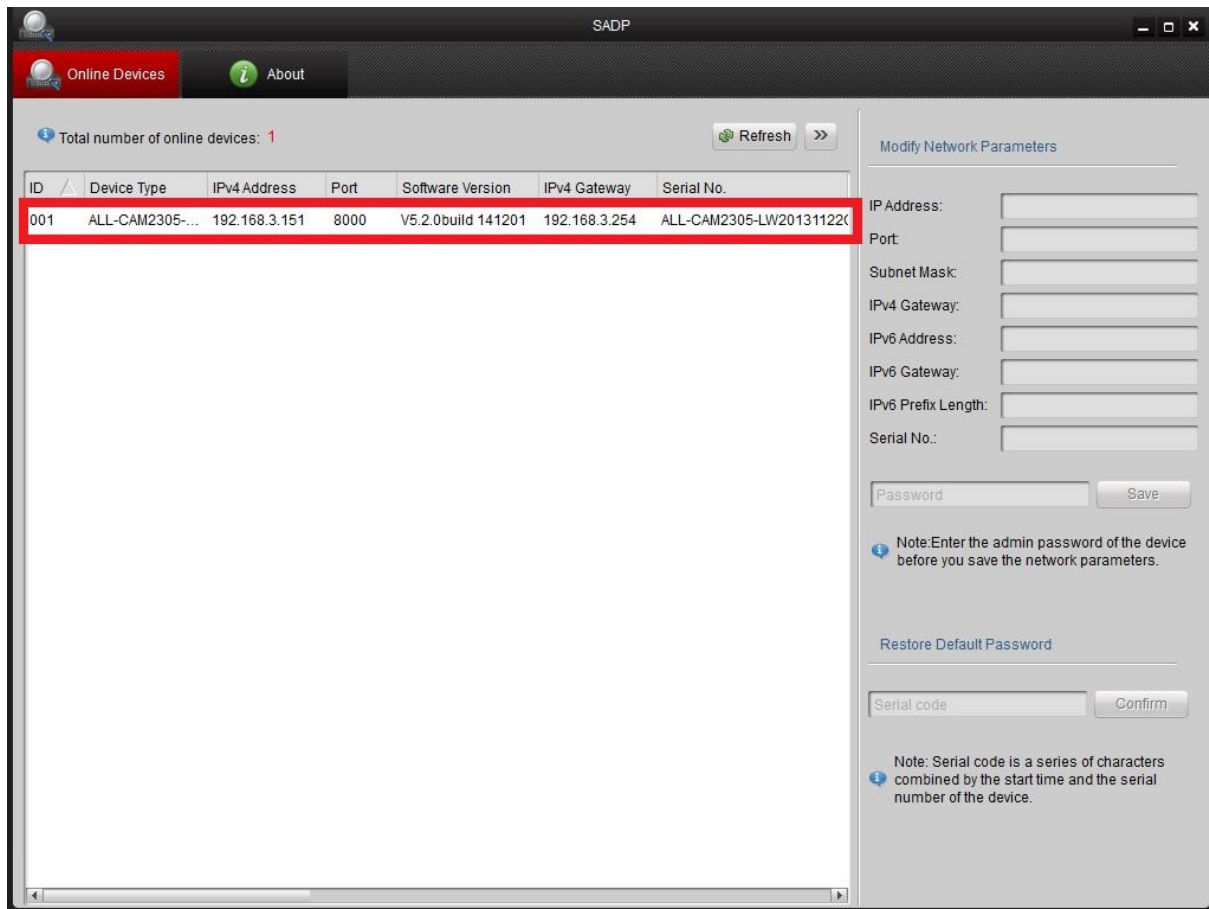 SADP
Online Devices
About
Total number of online devices: 1
Refresh
ID Device Type IPv4 Address Port Software Version IPv4 Gateway Serial No.
001 ALL-CAM2305-... 192.168.3.151 8000 V5.2.0build 141201 192.168.3.254 ALL-CAM2305-LW20131122
Modify Network Parameters
IP Address:
Port:
Subnet Mask:
IPv4 Gateway:
IPv6 Address:
IPv6 Gateway:
IPv6 Prefix Length:
Serial No.:
Password Save
Note:Enter the admin password of the device
before you save the network parameters.
Restore Default Password
Serial code Confirm
Note: Serial code is a series of characters
combined by the start time and the serial
number of the device.